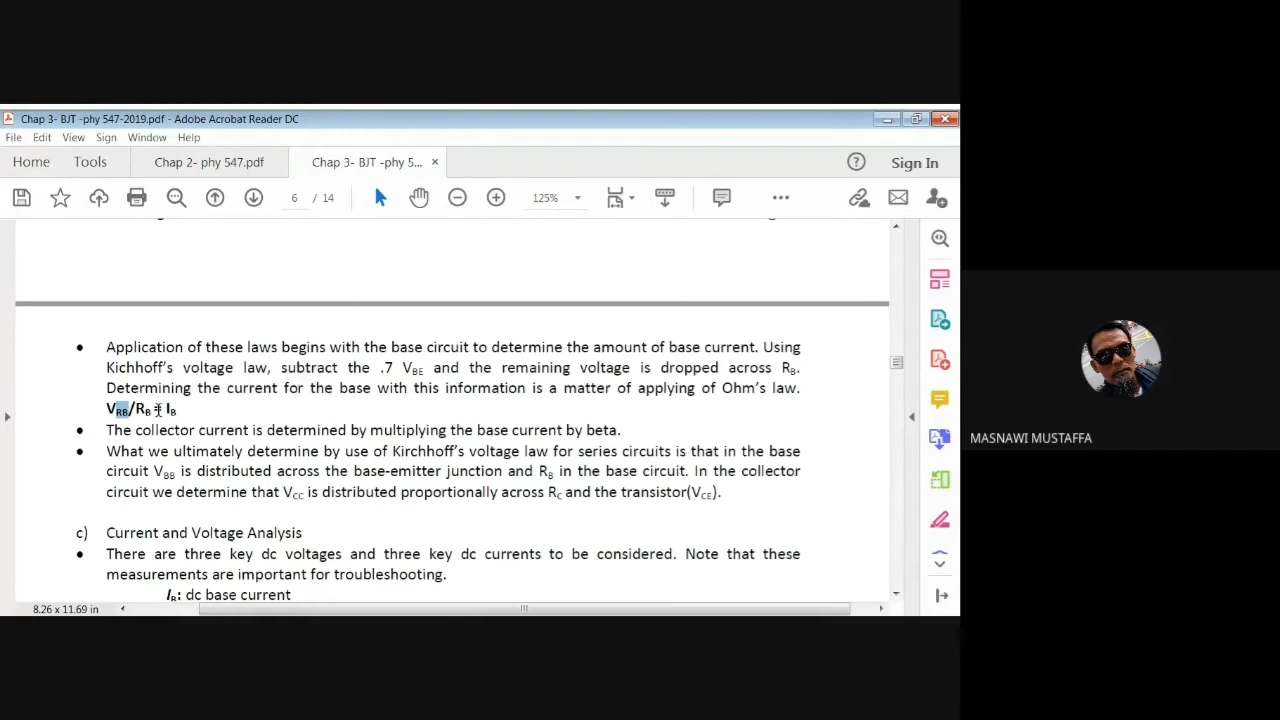 Chap 3- BJT -phy 547-2019.pdf - Adobe Acrobat Reader DC
File Edit View Sign Window Help
Home Tools Chap 2- phy 547.pdf Chap 3- BJT -phy 5... × Sign In
6 / 14 125%
• Application of these laws begins with the base circuit to determine the amount of base current. Using
Kichhoff's voltage law, subtract the .7 VBE and the remaining voltage is dropped across RB.
Determining the current for the base with this information is a matter of applying of Ohm's law.
VRB/RB = IB
• The collector current is determined by multiplying the base current by beta.
• What we ultimately determine by use of Kirchhoff's voltage law for series circuits is that in the base
circuit VBB is distributed across the base-emitter junction and RB in the base circuit. In the collector
circuit we determine that VCC is distributed proportionally across RC and the transistor(VCE).
c) Current and Voltage Analysis
• There are three key dc voltages and three key dc currents to be considered. Note that these
measurements are important for troubleshooting.
IB: dc base current
8.26 x 11.69 in
MASNAWI MUSTAFFA